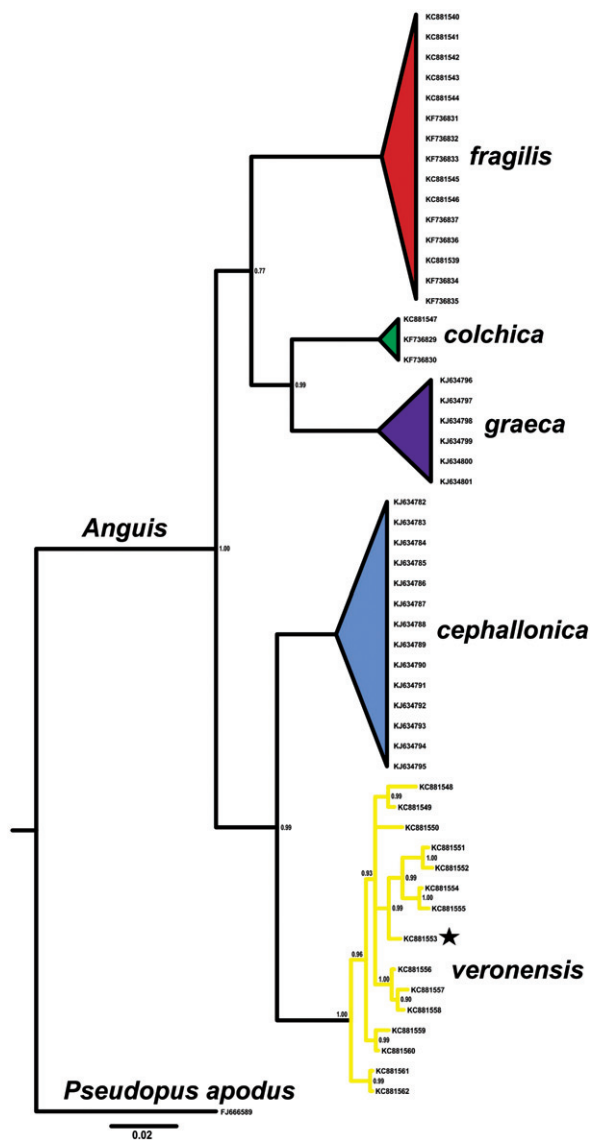 KC881540
KC881541
KC881542
KC881543
KC881544
KF736831
KF736832
KF736833
fragilis
KC881545
KC881546
KF736837
KF736836
KC881539
KF736834
KF736835
0.77
KC881547
KF736829
colchica
KF736830
0.99
KJ634796
KJ634797
KJ634798
graeca
KJ634799
KJ634800
KJ634801
Anguis
1.00
KJ634782
KJ634783
KJ634784
KJ634785
KJ634786
KJ634787
KJ634788
cephallonica
KJ634789
KJ634790
KJ634791
KJ634792
KJ634793
KJ634794
KJ634795
0.99
KC881548
0.99
KC881549
KC881550
0.93
KC881551
1.00
KC881552
0.99
KC881554
1.00
KC881555
0.99
KC881553
0.96
veronensis
KC881556
1.00
KC881557
0.90
KC881558
1.00
KC881559
0.99
KC881560
KC881561
0.99
KC881562
Pseudopus apodus
FJ666589
0.02